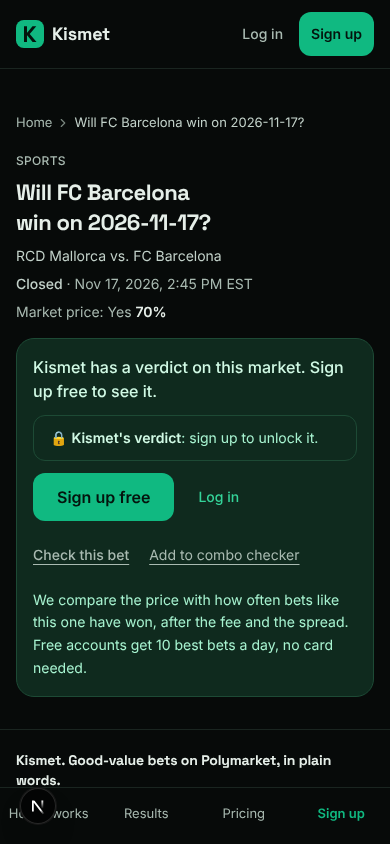 K Kismet Log in Sign up
Home > Will FC Barcelona win on 2026-11-17?
SPORTS
Will FC Barcelona
win on 2026-11-17?
RCD Mallorca vs. FC Barcelona
Closed · Nov 17, 2026, 2:45 PM EST
Market price: Yes 70%
Kismet has a verdict on this market. Sign
up free to see it.
🔒 Kismet's verdict: sign up to unlock it.
Sign up free Log in
Check this bet Add to combo checker
We compare the price with how often bets like
this one have won, after the fee and the spread.
Free accounts get 10 best bets a day, no card
needed.
Kismet. Good-value bets on Polymarket, in plain
words.
N works Results Pricing Sign up